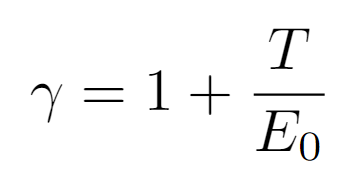 γ = 1 + T/E₀